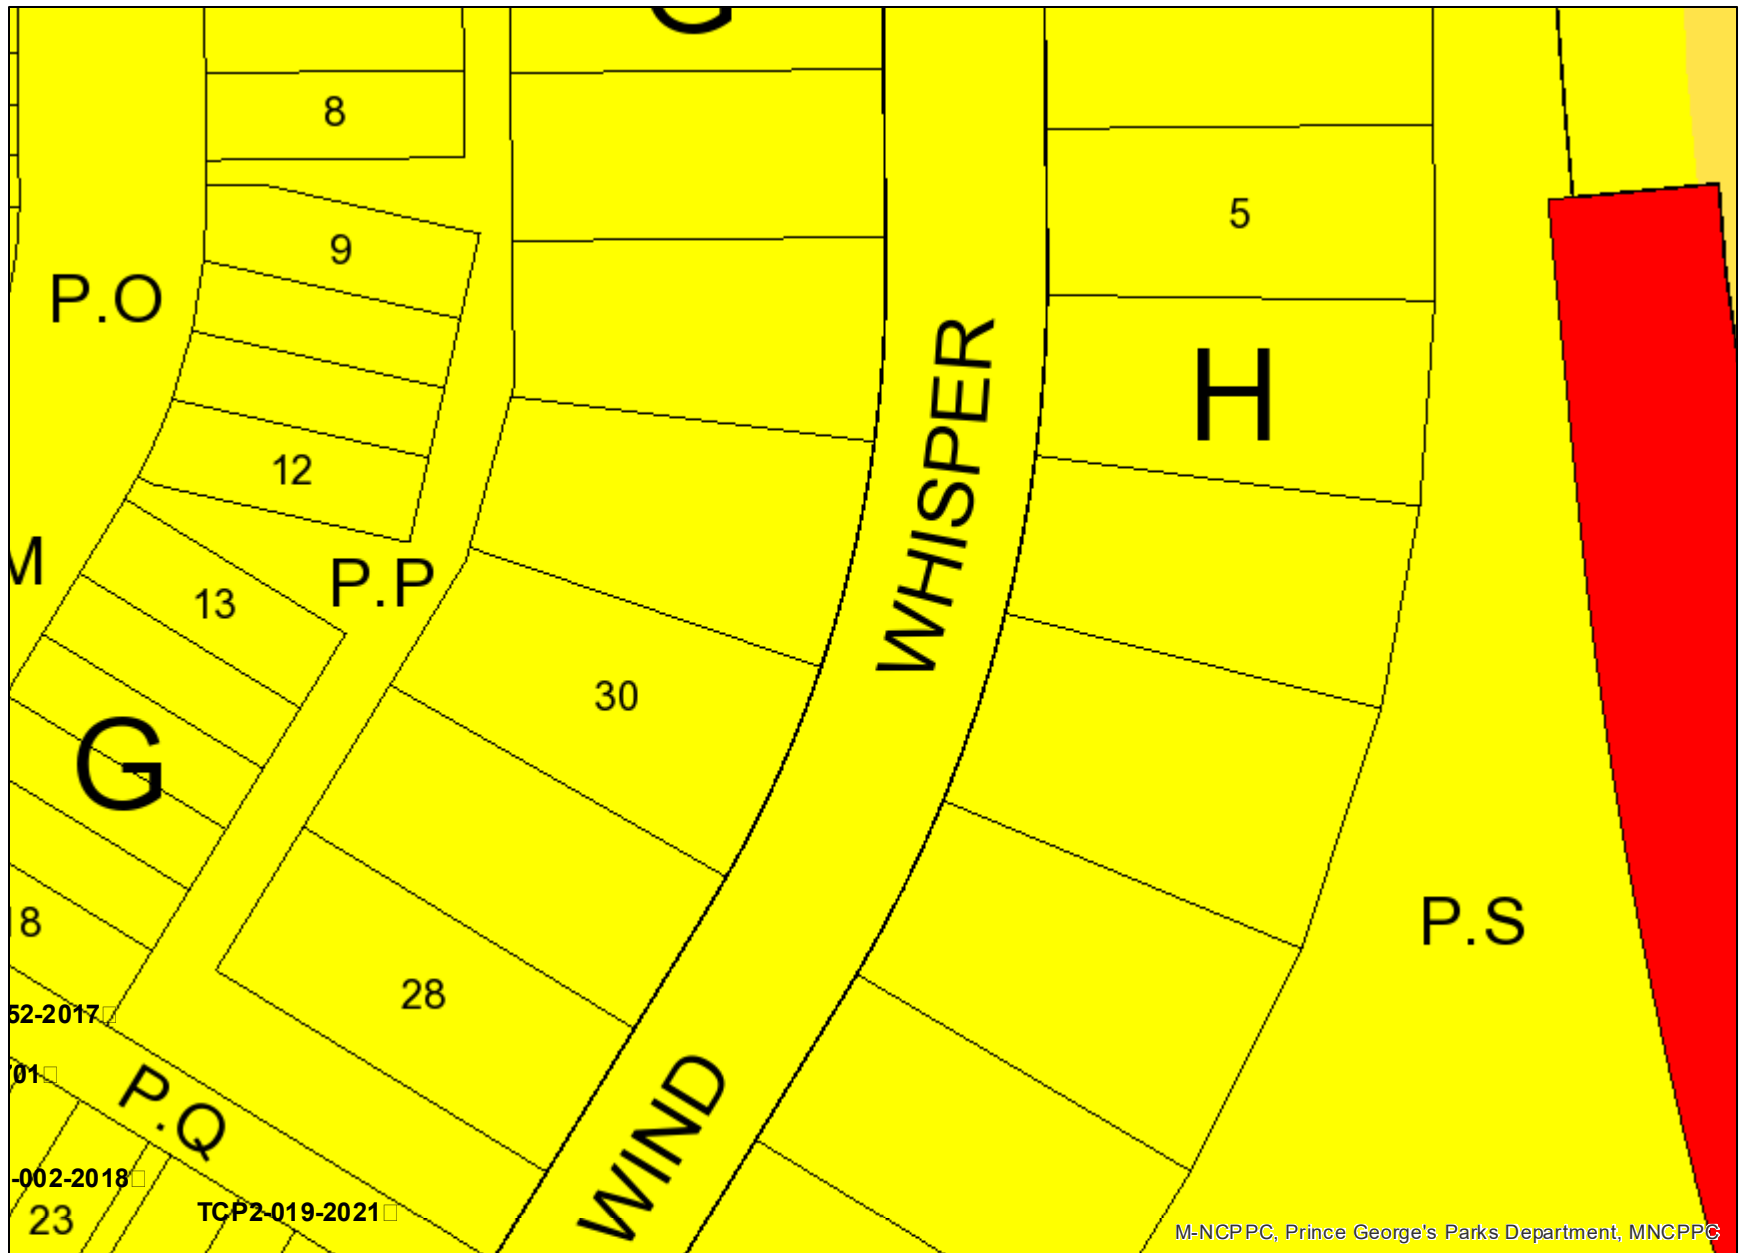 G
8
5
9
P.O
WHISPER
H
12
M
P.P
13
30
G
18
P.S
28
52-2017
01
P.Q
WIND
-002-2018
TCP2-019-2021
23
M-NCPPC, Prince George's Parks Department, MNCPPC